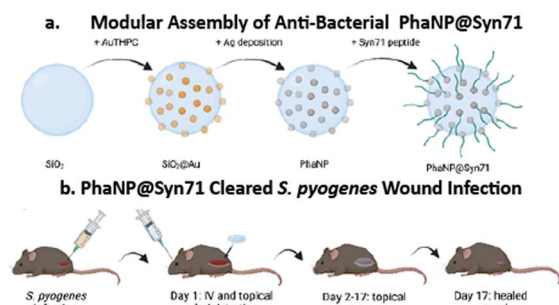 a. Modular Assembly of Anti-Bacterial PhaNP@Syn71
+ AuTHPC + Ag deposition + Syn71 peptide
SiO₂ SiO₂@Au PhaNP PhaNP@Syn71
b. PhaNP@Syn71 Cleared S. pyogenes Wound Infection
S. pyogenes Day 1: IV and topical Day 2-17: topical Day 17: healed